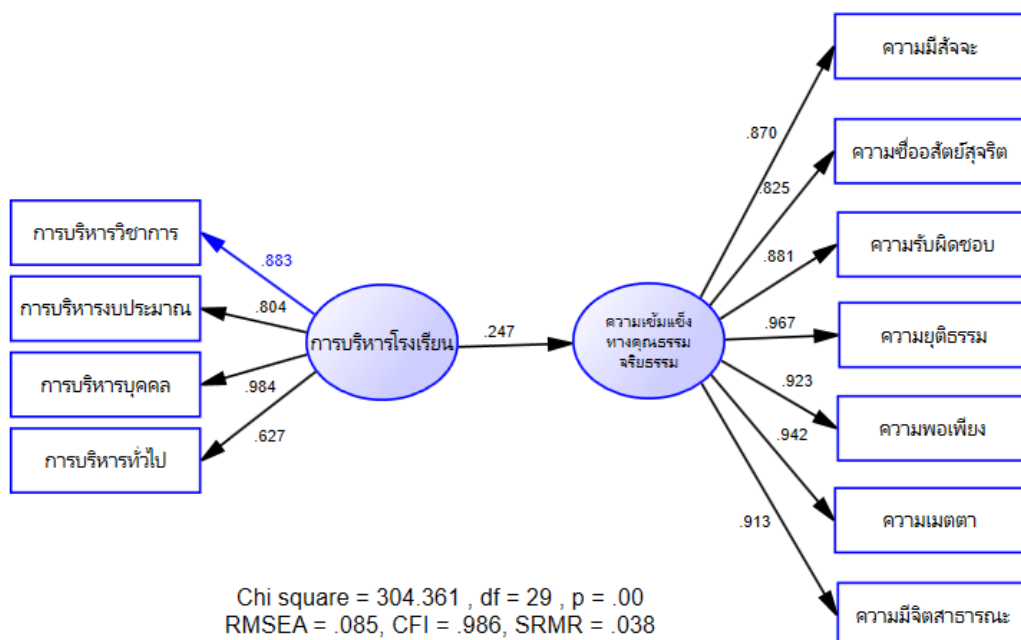 ความมีสัจจะ
.870
ความซื่ออสัตย์สุจริต
.825
การบริหารวิชาการ
.883
ความรับผิดชอบ
.881
การบริหารงบประมาณ
.804
การบริหารโรงเรียน
.247
ความเข้มแข็ง
ทางคุณธรรม
จริยธรรม
.967
ความยุติธรรม
การบริหารบุคคล
.984
.923
ความพอเพียง
.627
การบริหารทั่วไป
.942
ความเมตตา
.913
ความมีจิตสาธารณะ
Chi square = 304.361 , df = 29 , p = .00
RMSEA = .085, CFI = .986, SRMR = .038